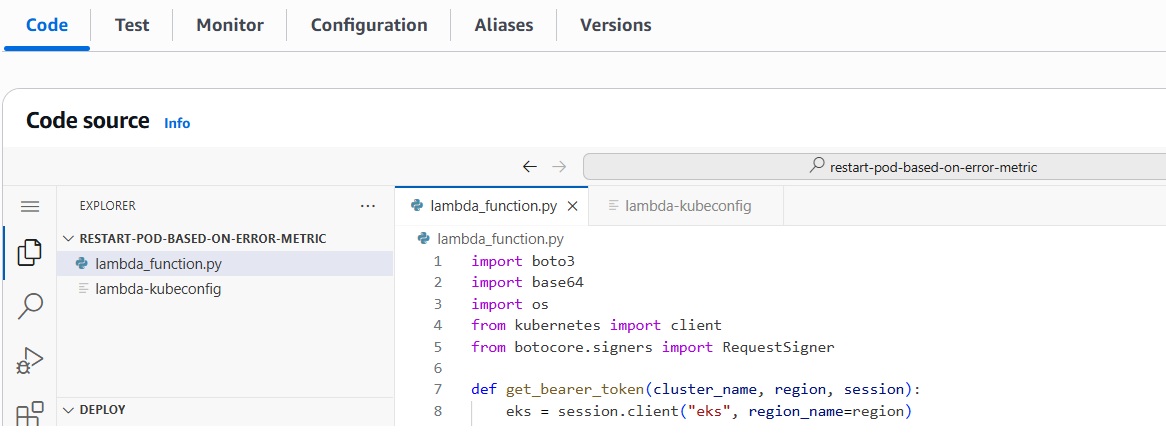 Code Test Monitor Configuration Aliases Versions
Code source Info
restart-pod-based-on-error-metric
EXPLORER
lambda_function.py
lambda-kubeconfig
RESTART-POD-BASED-ON-ERROR-METRIC
lambda_function.py
lambda_function.py
lambda-kubeconfig
DEPLOY
1 import boto3
2 import base64
3 import os
4 from kubernetes import client
5 from botocore.signers import RequestSigner
6
7 def get_bearer_token(cluster_name, region, session):
8     eks = session.client("eks", region_name=region)